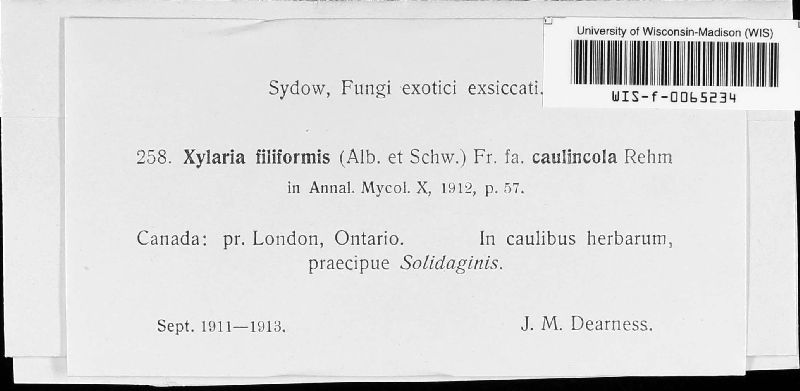 University of Wisconsin-Madison (WIS)
WIS-f-0065234
Sydow, Fungi exotici exsiccati.
258. Xylaria filiformis (Alb. et Schw.) Fr. fa. caulincola Rehm
in Annal. Mycol. X, 1912, p. 57.
Canada: pr. London, Ontario. In caulibus herbarum,
praecipue Solidaginis.
Sept. 1911—1913. J. M. Dearness.